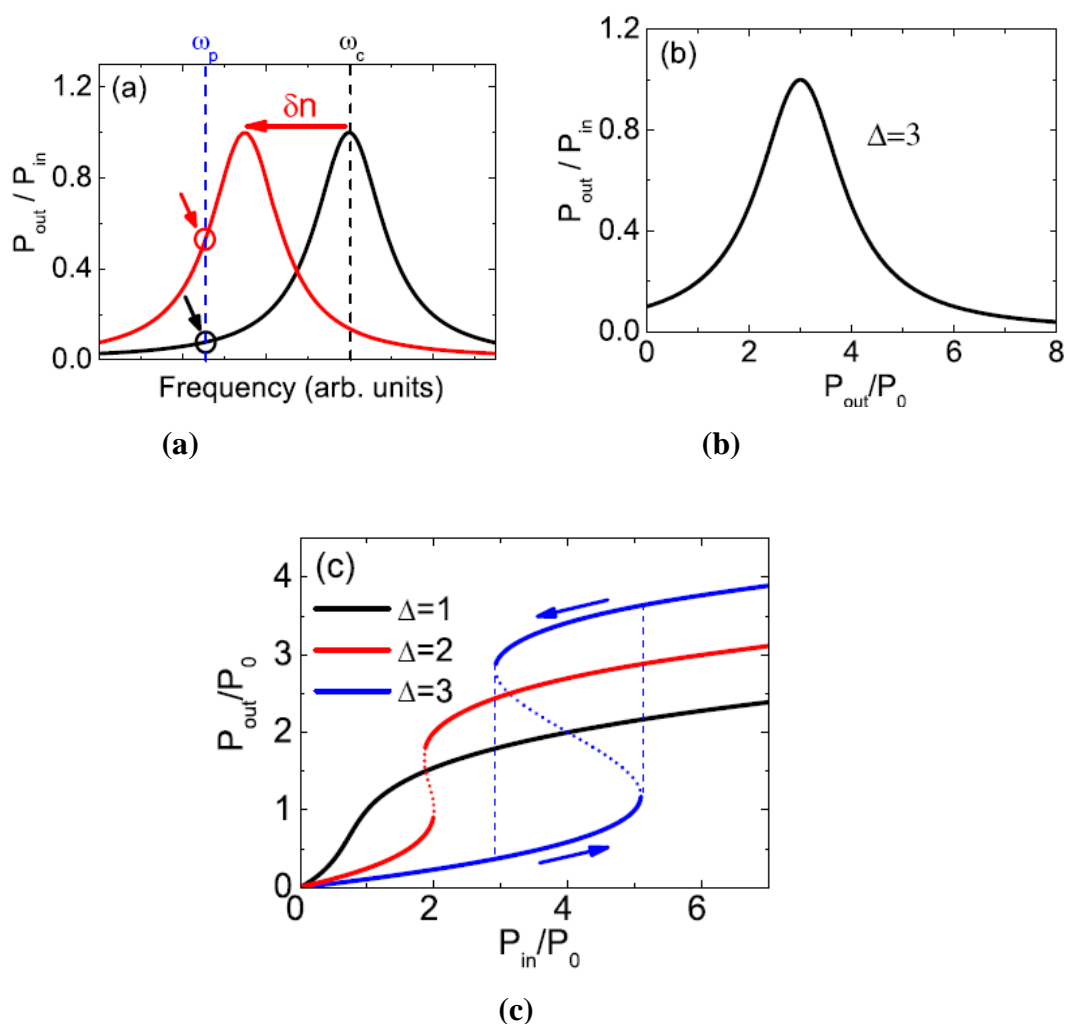 ω_p ω_c
(a)
δn
P_out / P_in
1.2
0.8
0.4
0.0
Frequency (arb. units)
(a)
(b)
Δ=3
P_out / P_in
1.2
0.8
0.4
0.0
0 2 4 6 8
P_out/P_0
(b)
(c)
Δ=1
Δ=2
Δ=3
P_out/P_0
4
3
2
1
0
0 2 4 6
P_in/P_0
(c)